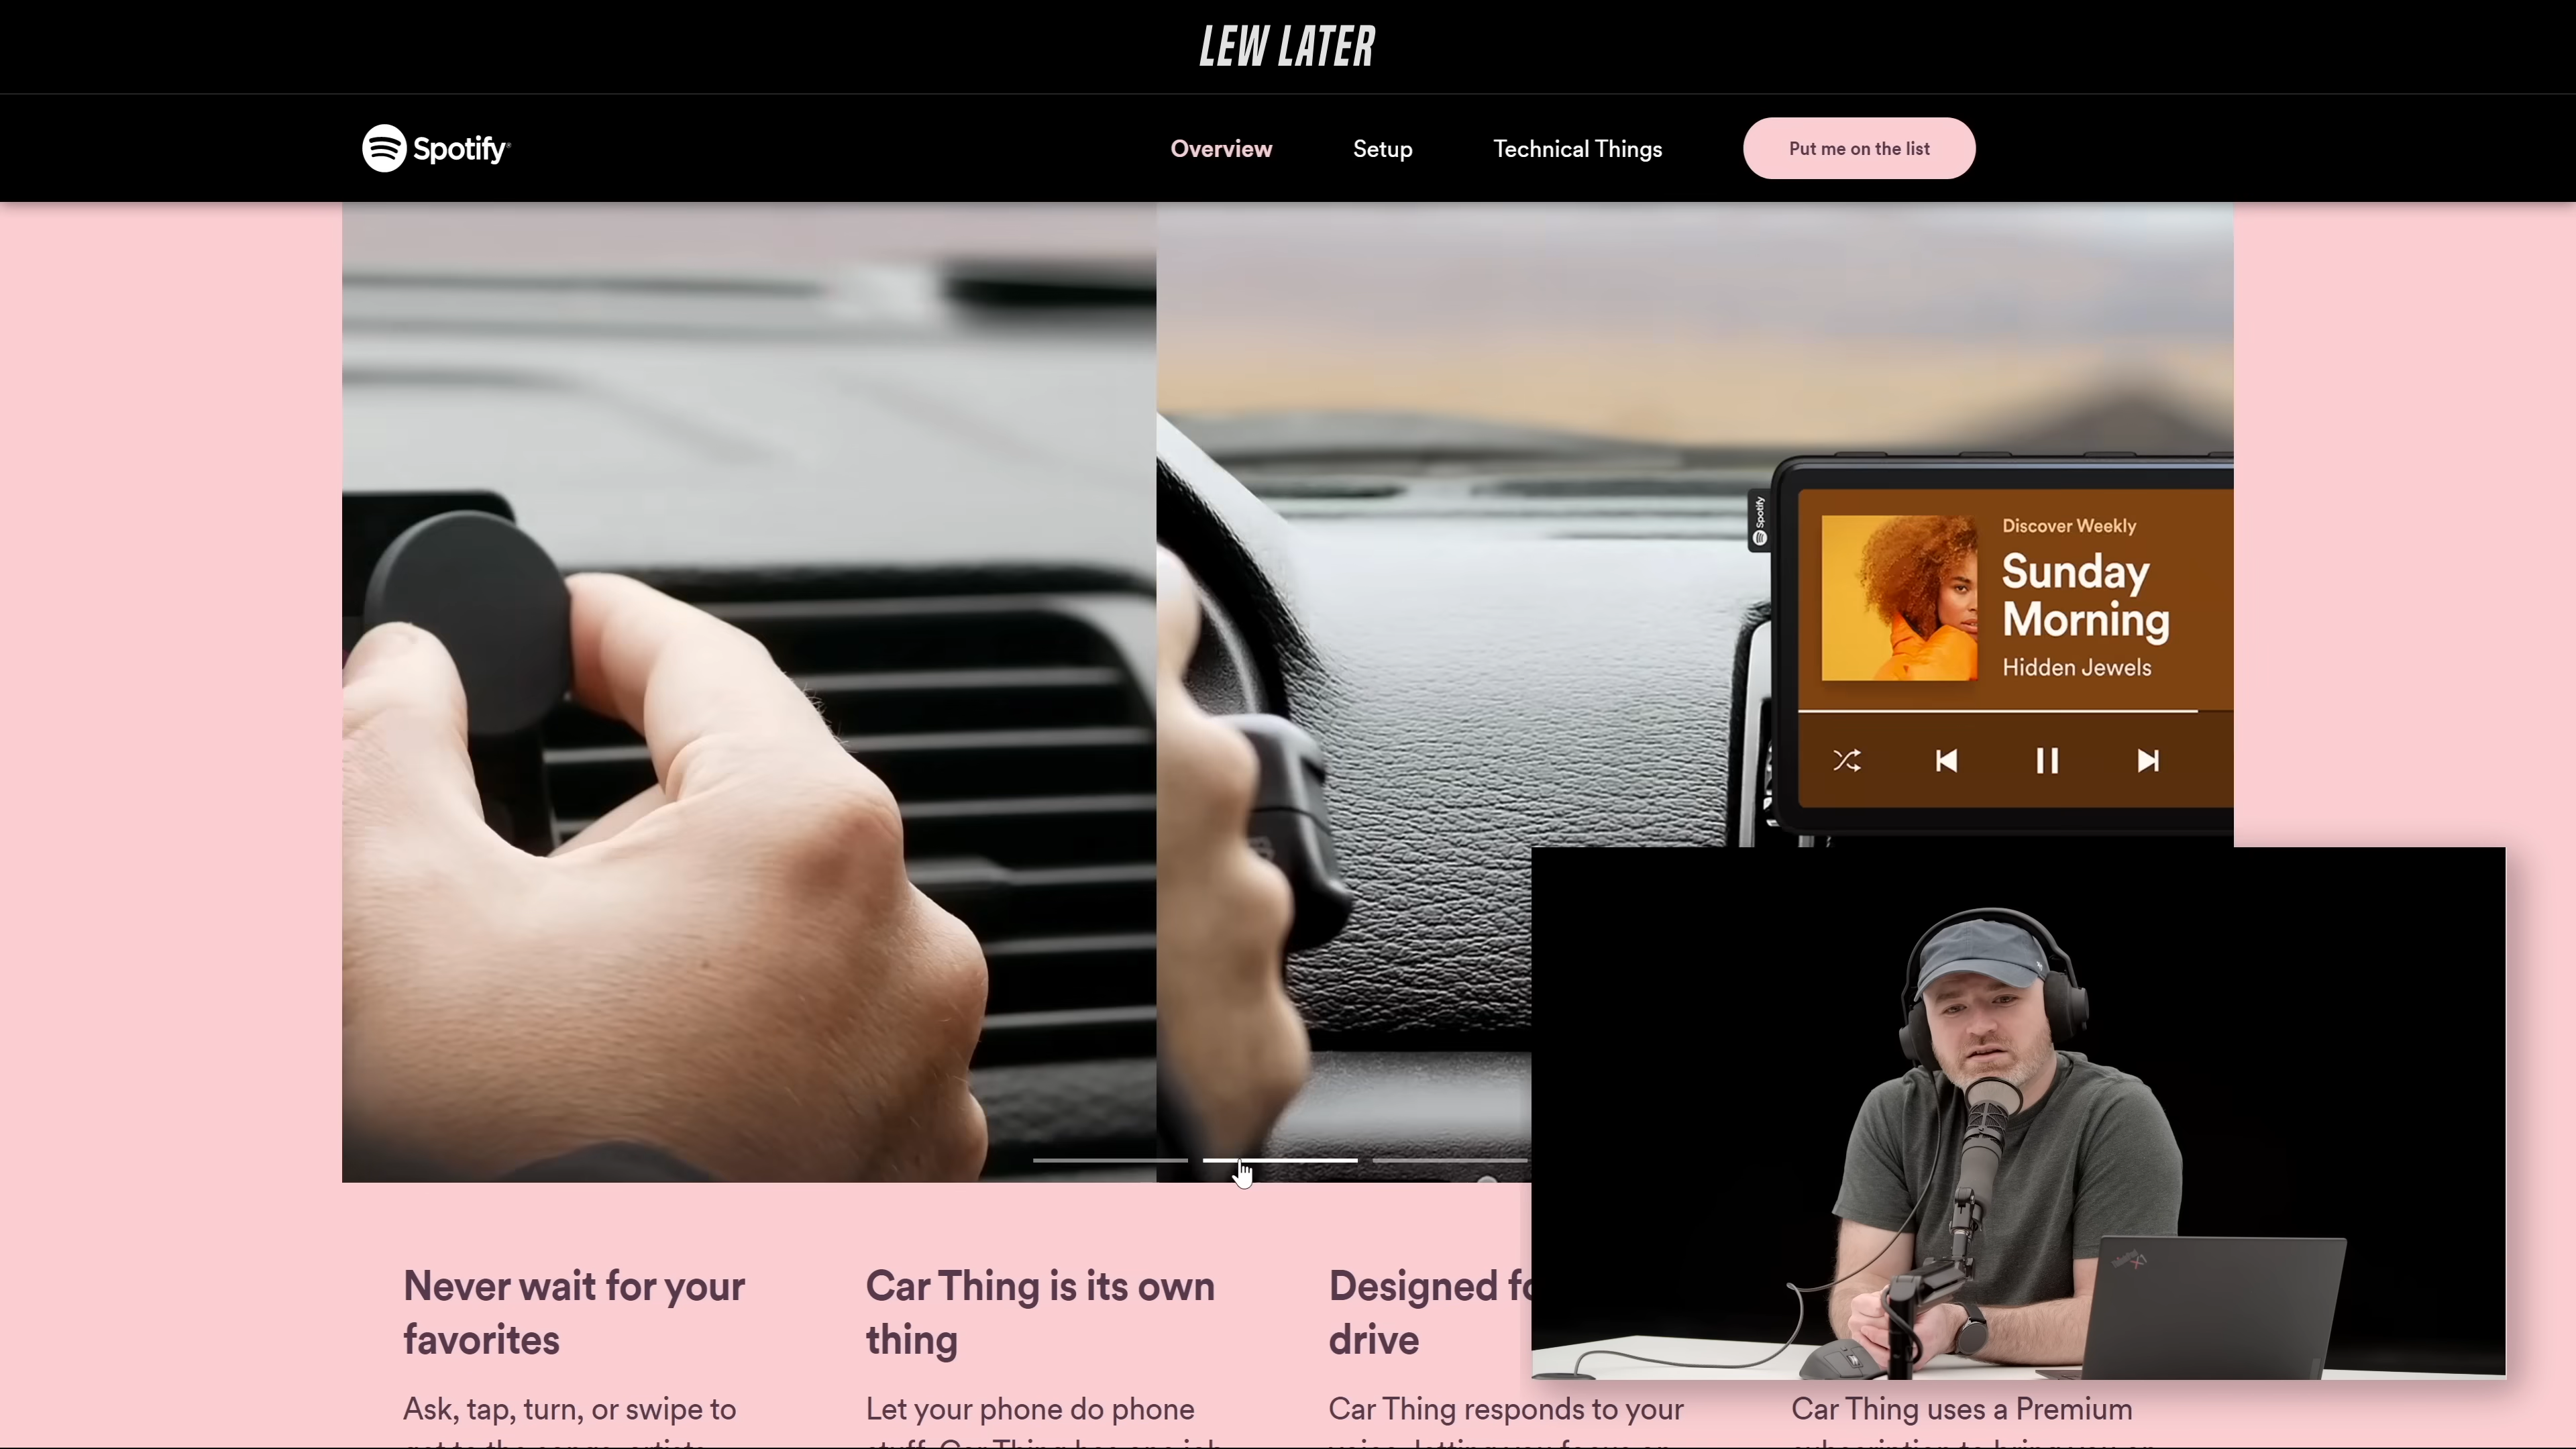 LEW LATER
Spotify
Overview
Setup
Technical Things
Put me on the list
Spotify
Discover Weekly
Sunday
Morning
Hidden Jewels
Never wait for your
favorites
Ask, tap, turn, or swipe to
Car Thing is its own
thing
Let your phone do phone
Designed
drive
Car Thing responds to your
Car Thing uses a Premium